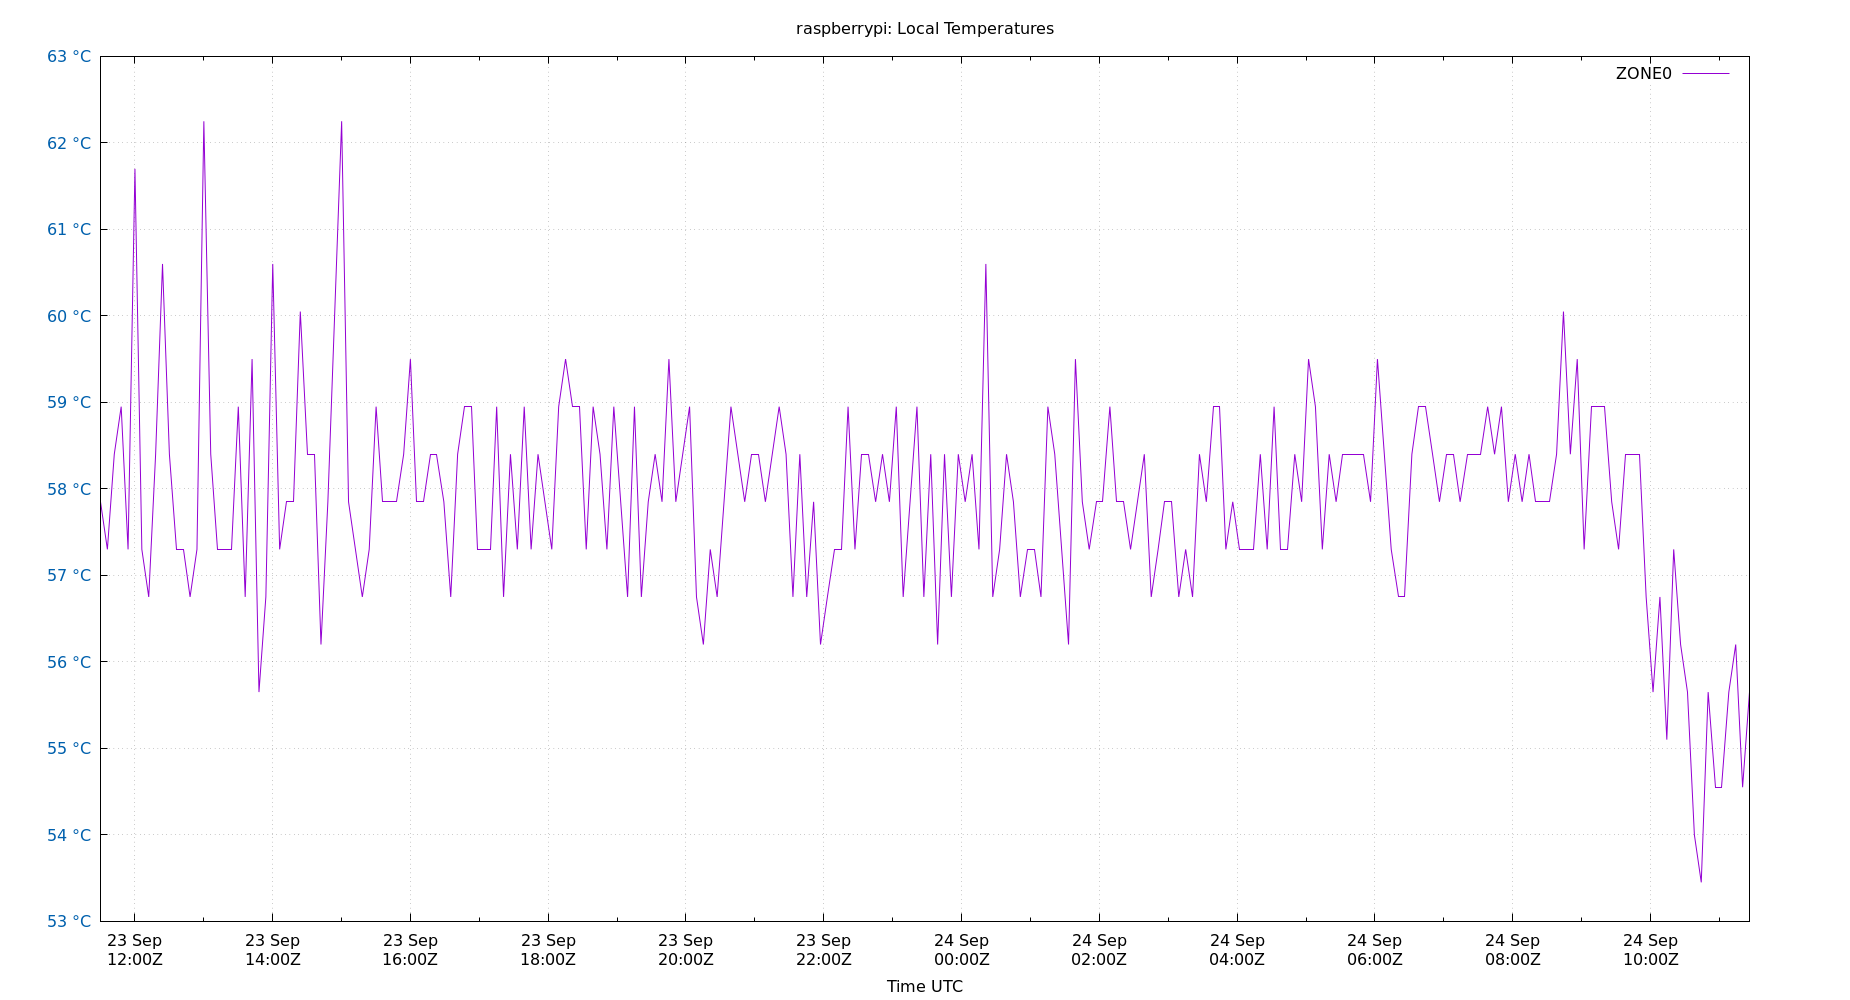 raspberrypi: Local Temperatures
63 °C
ZONE0
62 °C
61 °C
60 °C
59 °C
58 °C
57 °C
56 °C
55 °C
54 °C
53 °C
23 Sep 23 Sep 23 Sep 23 Sep 23 Sep 23 Sep 24 Sep 24 Sep 24 Sep 24 Sep 24 Sep 24 Sep
12:00Z 14:00Z 16:00Z 18:00Z 20:00Z 22:00Z 00:00Z 02:00Z 04:00Z 06:00Z 08:00Z 10:00Z
Time UTC